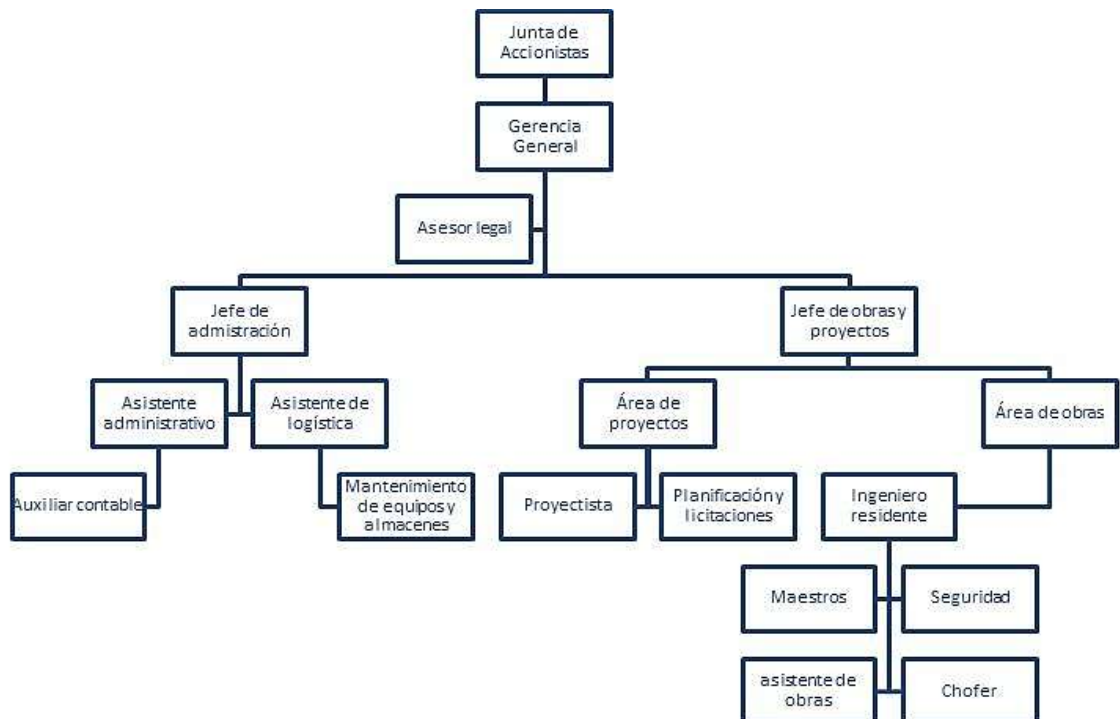 Junta de
Accionistas
Gerencia
General
Asesor legal
Jefe de
admistración
Jefe de obras y
proyectos
Asistente
administrativo
Asistente de
logística
Área de
proyectos
Área de obras
Auxiliar contable
Mantenimiento
de equipos y
almacenes
Proyectista
Planificación y
licitaciones
Ingeniero
residente
Maestros
Seguridad
asistente de
obras
Chofer